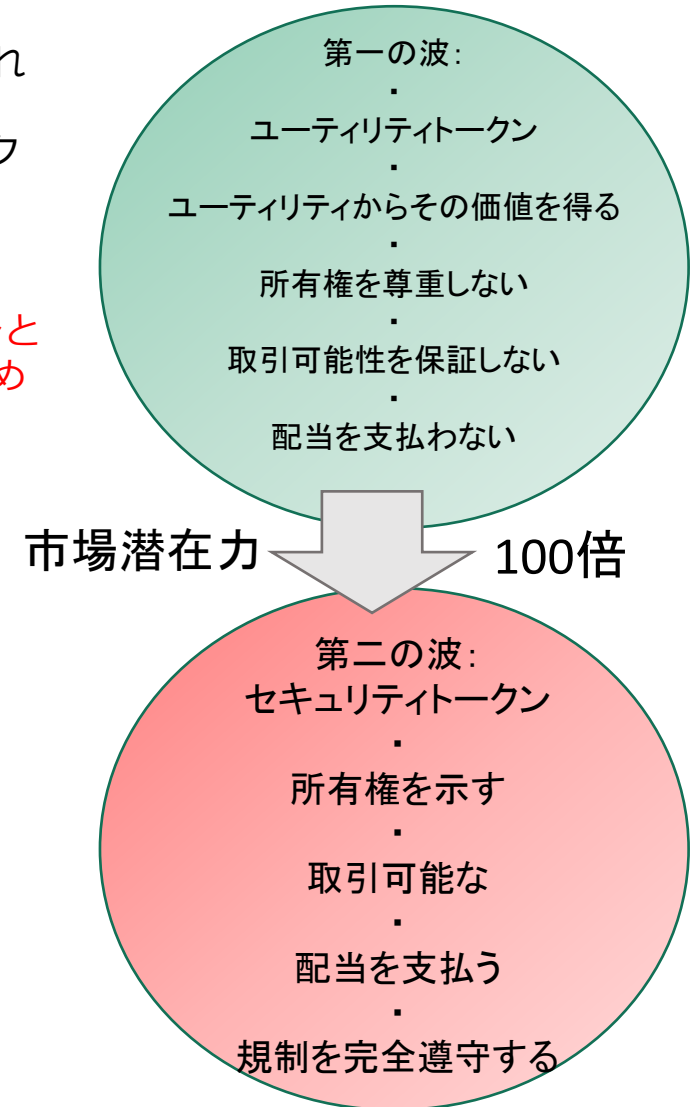 れ
ク
と
め
第一の波：
・
ユーティリティトークン
・
ユーティリティからその価値を得る
・
所有権を尊重しない
・
取引可能性を保証しない
・
配当を支払わない
市場潜在力
100倍
第二の波：
セキュリティトークン
・
所有権を示す
・
取引可能な
・
配当を支払う
・
規制を完全遵守する